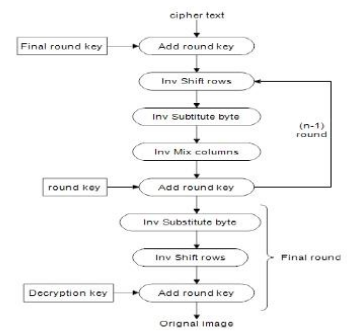 cipher text
Final round key
Add round key
Inv Shift rows
Inv Subtitute byte
(n-1)
round
Inv Mix columns
round key
Add round key
Inv Substitute byte
Inv Shift rows
Final round
Decryption key
Add round key
Orignal image